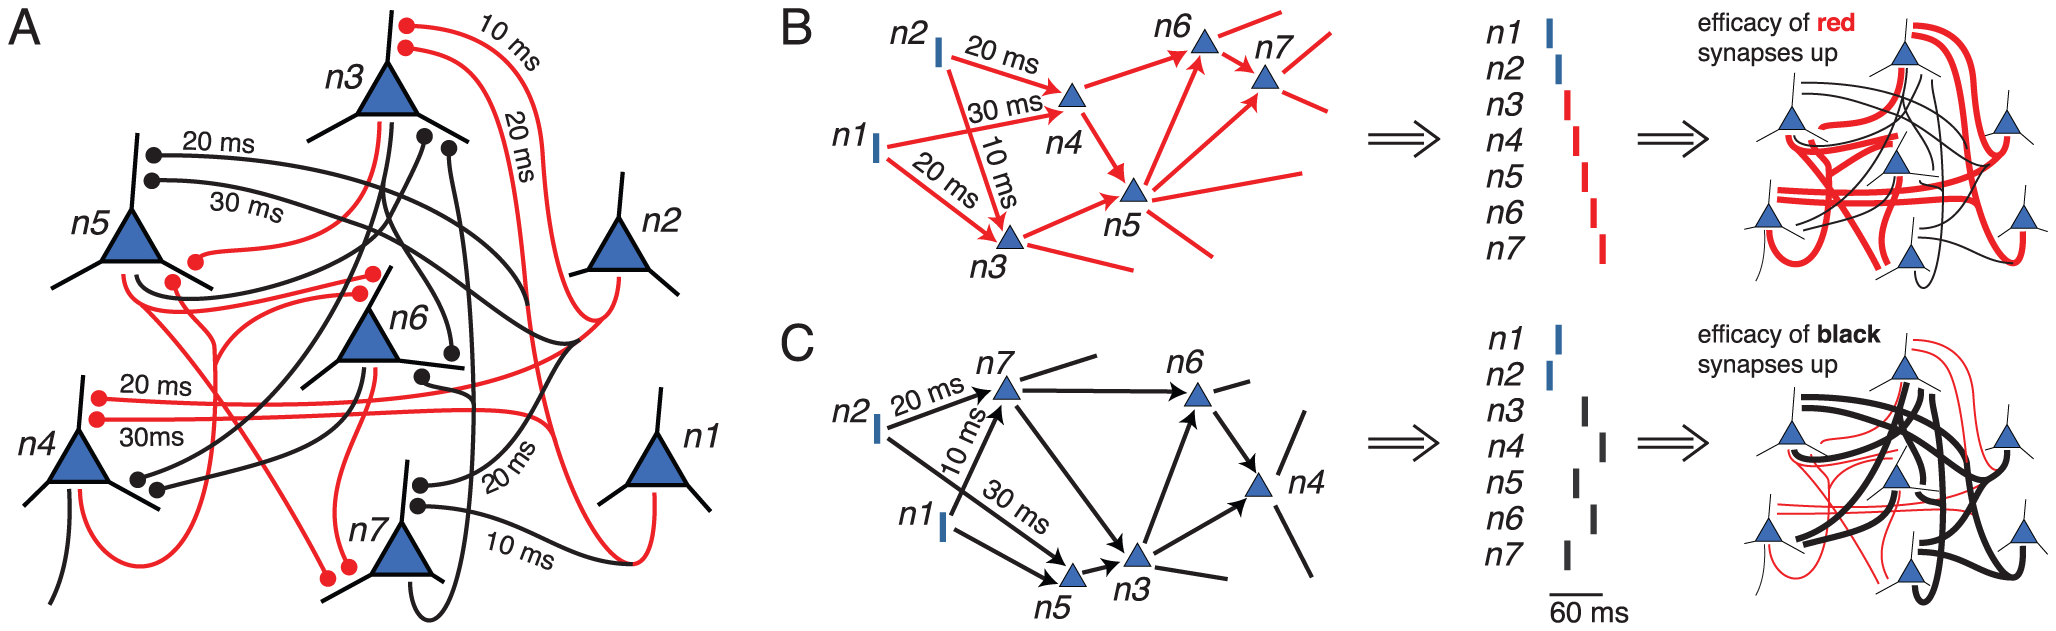 A
10 ms
n3
20 ms
20 ms
30 ms
n5
n2
n6
20 ms
30ms
n4
n1
20 ms
n7
10 ms
B
n2
20 ms
n6
n7
30 ms
n1
n4
10 ms
20 ms
n5
n3
n1
n2
n3
n4
n5
n6
n7
efficacy of red
synapses up
C
n7
n6
20 ms
n2
10 ms
30 ms
n4
n1
n3
n5
n1
n2
n3
n4
n5
n6
n7
60 ms
efficacy of black
synapses up